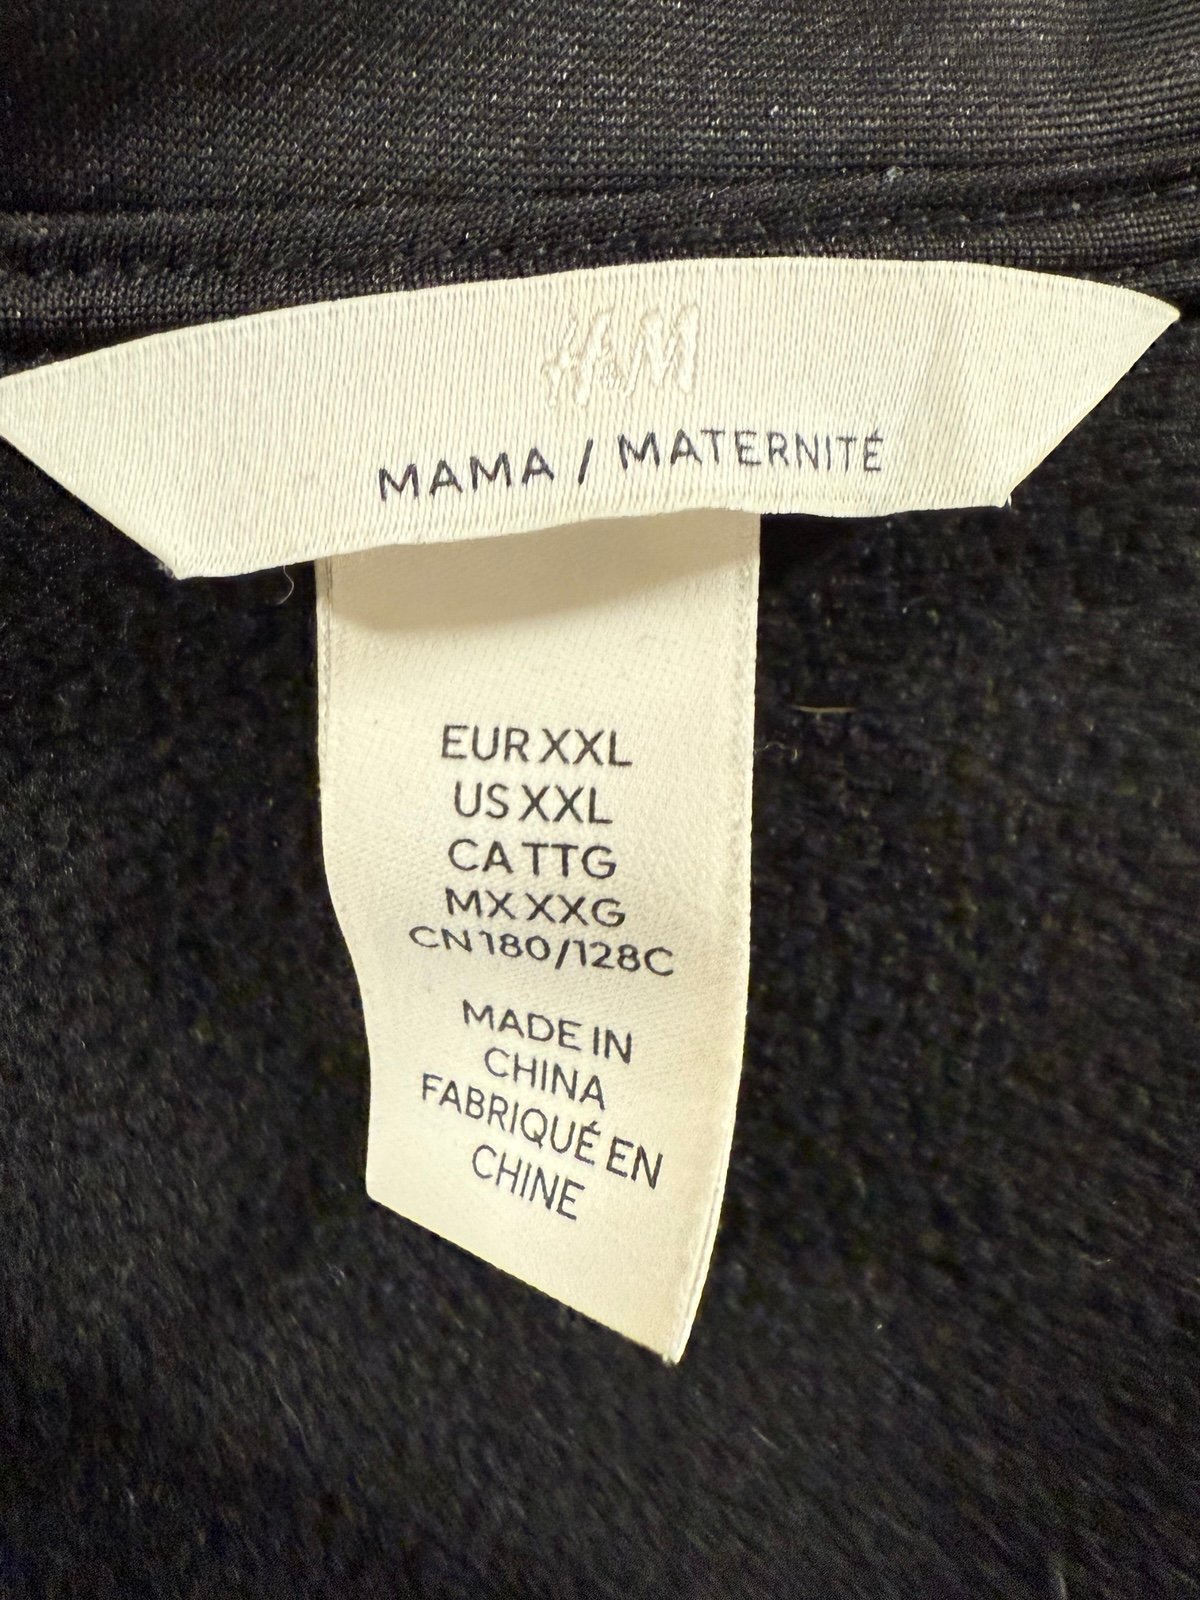 H&M
MAMA / MATERNITÉ
EUR XXL
US XXL
CA TTG
MX XXG
CN 180/128C
MADE IN
CHINA
FABRIQUÉ EN
CHINE